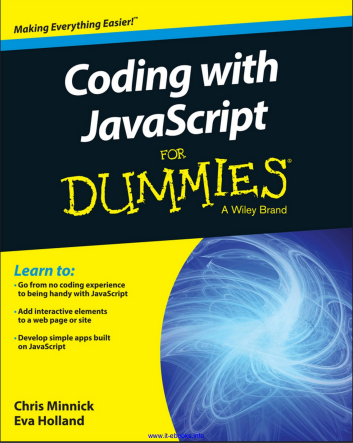 Making Everything Easier!™
Coding with
JavaScript
FOR
DUMMIES®
A Wiley Brand
Learn to:
• Go from no coding experience
to being handy with JavaScript
• Add interactive elements
to a web page or site
• Develop simple apps built
on JavaScript
Chris Minnick
Eva Holland